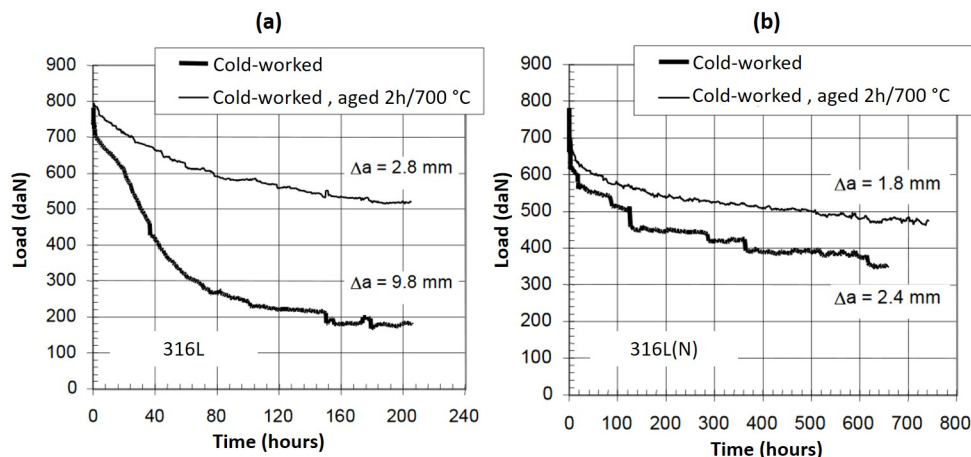 (a)
Cold-worked
Cold-worked , aged 2h/700 °C
900
800
700
600
500
400
300
200
100
0
Load (daN)
Δa = 2.8 mm
Δa = 9.8 mm
316L
0 40 80 120 160 200 240
Time (hours)
(b)
Cold-worked
Cold-worked , aged 2h/700 °C
900
800
700
600
500
400
300
200
100
0
Load (daN)
Δa = 1.8 mm
Δa = 2.4 mm
316L(N)
0 100 200 300 400 500 600 700 800
Time (hours)